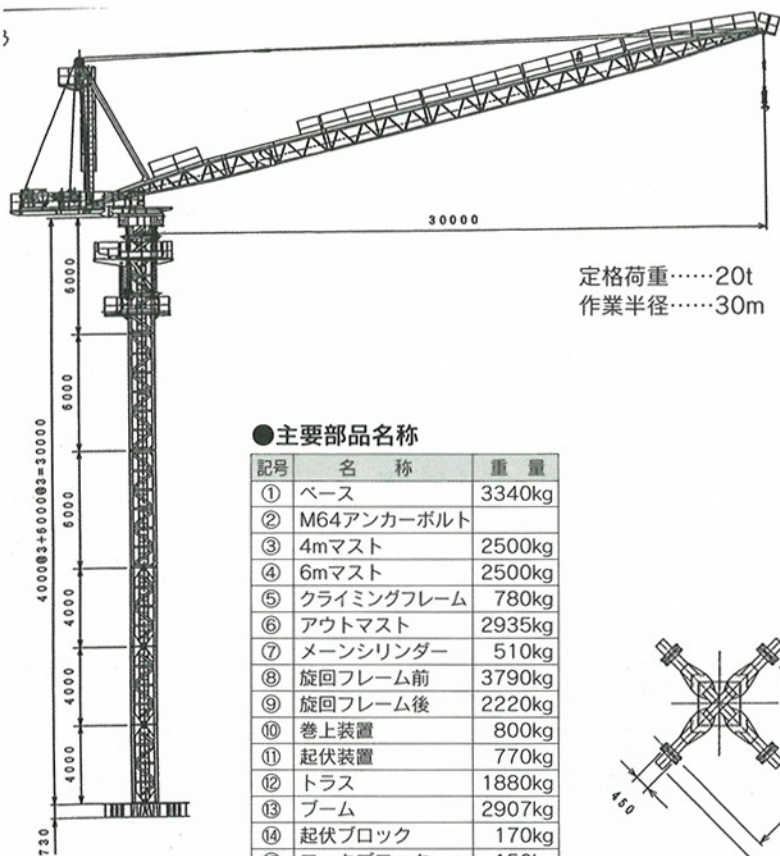 30000
6000
6000
6000
4000
4000
4000
730
定格荷重……20t
作業半径……30m
●主要部品名称
記号 名 称 重 量
① ベース 3340kg
② M64アンカーボルト
③ 4mマスト 2500kg
④ 6mマスト 2500kg
⑤ クライミングフレーム 780kg
⑥ アウトマスト 2935kg
⑦ メーンシリンダー 510kg
⑧ 旋回フレーム前 3790kg
⑨ 旋回フレーム後 2220kg
⑩ 巻上装置 800kg
⑪ 起伏装置 770kg
⑫ トラス 1880kg
⑬ ブーム 2907kg
⑭ 起伏ブロック 170kg
450